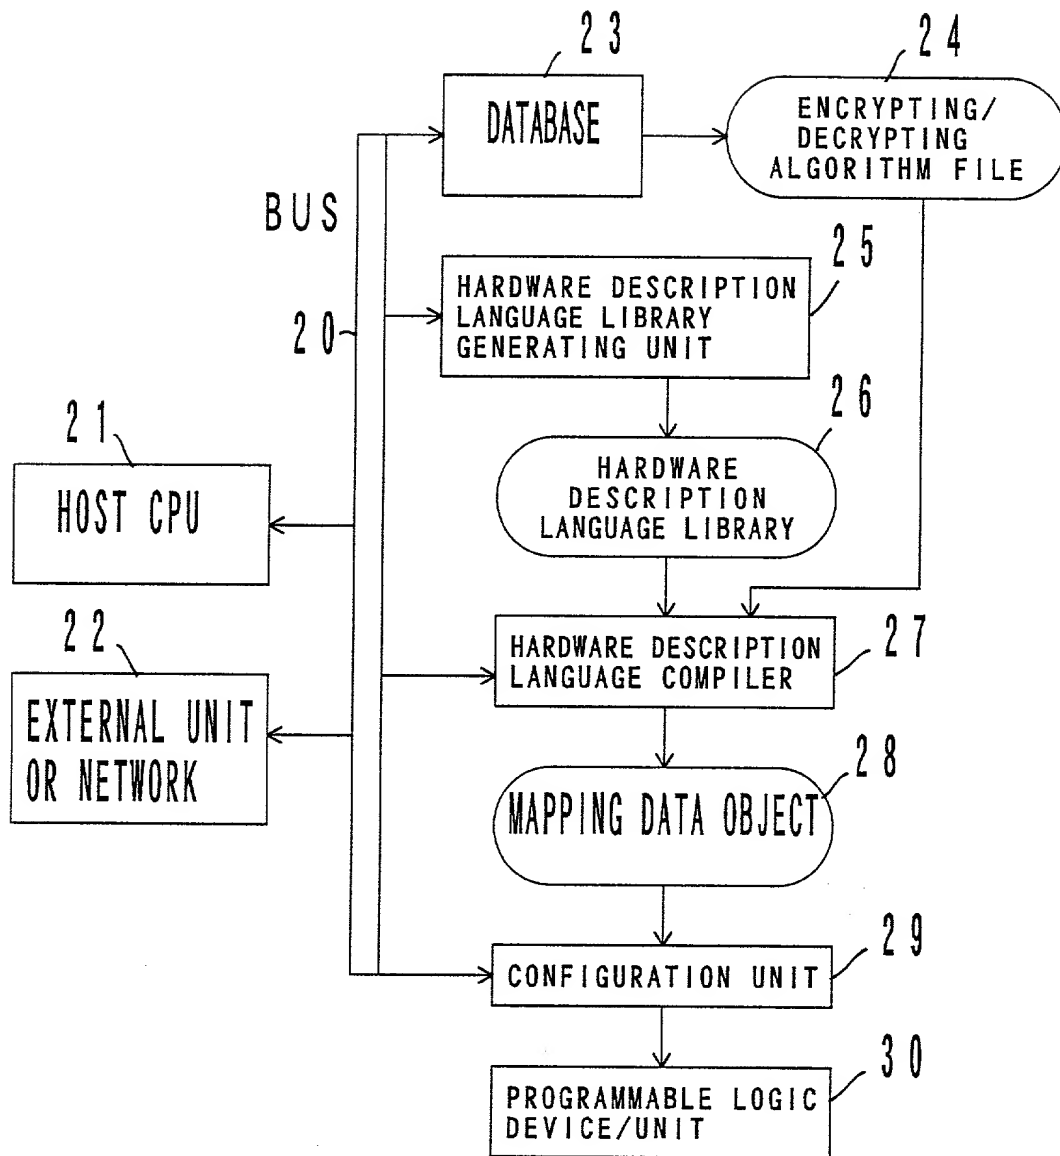 23
24
DATABASE
ENCRYPTING/
DECRYPTING
ALGORITHM FILE
BUS
25
HARDWARE DESCRIPTION
LANGUAGE LIBRARY
GENERATING UNIT
20
26
21
HARDWARE
DESCRIPTION
LANGUAGE LIBRARY
HOST CPU
22
27
HARDWARE DESCRIPTION
LANGUAGE COMPILER
EXTERNAL UNIT
OR NETWORK
28
MAPPING DATA OBJECT
29
CONFIGURATION UNIT
30
PROGRAMMABLE LOGIC
DEVICE/UNIT